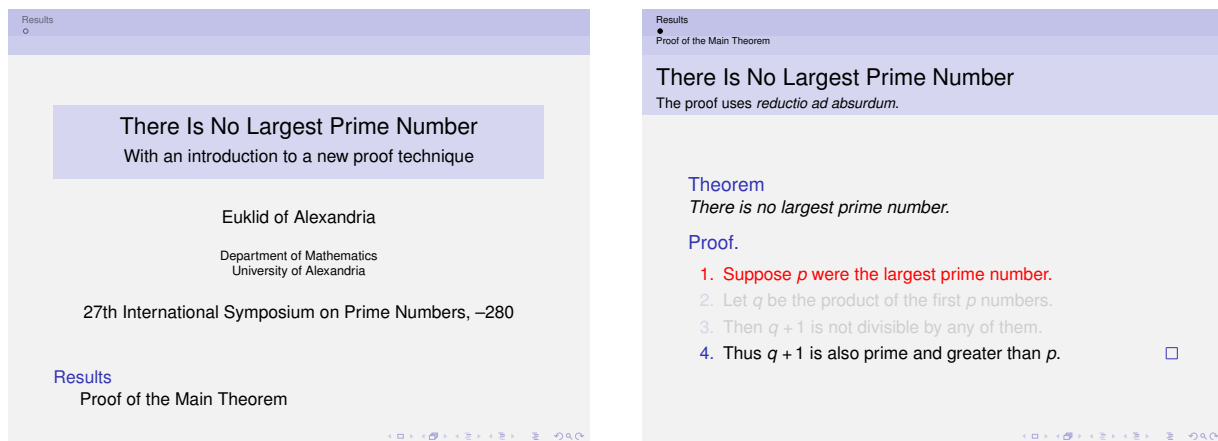 Results
There Is No Largest Prime Number
With an introduction to a new proof technique
Euklid of Alexandria
Department of Mathematics
University of Alexandria
27th International Symposium on Prime Numbers, –280
Results
Proof of the Main Theorem
Results
Proof of the Main Theorem
There Is No Largest Prime Number
The proof uses reductio ad absurdum.
Theorem
There is no largest prime number.
Proof.
1. Suppose p were the largest prime number.
2. Let q be the product of the first p numbers.
3. Then q + 1 is not divisible by any of them.
4. Thus q + 1 is also prime and greater than p.